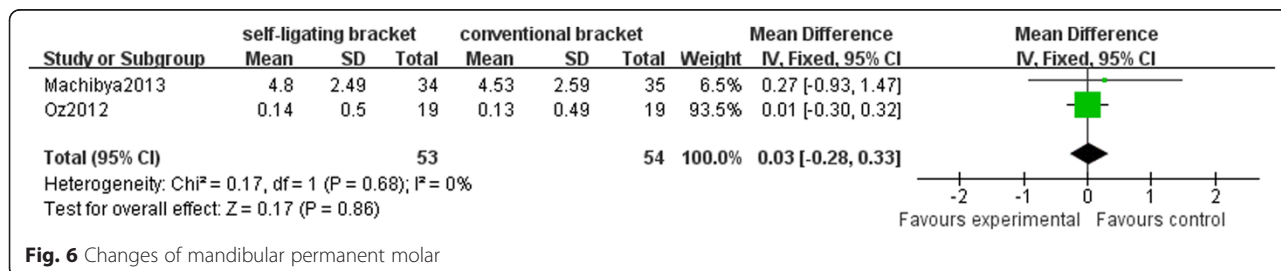 self-ligating bracket conventional bracket Mean Difference Mean Difference
Study or Subgroup Mean SD Total Mean SD Total Weight IV, Fixed, 95% CI IV, Fixed, 95% CI
Machibya2013 4.8 2.49 34 4.53 2.59 35 6.5% 0.27 [-0.93, 1.47]
Oz2012 0.14 0.5 19 0.13 0.49 19 93.5% 0.01 [-0.30, 0.32]
Total (95% CI) 53 54 100.0% 0.03 [-0.28, 0.33]
Heterogeneity: Chi² = 0.17, df = 1 (P = 0.68); I² = 0%
Test for overall effect: Z = 0.17 (P = 0.86)
-2 -1 0 1 2
Favours experimental Favours control
Fig. 6 Changes of mandibular permanent molar